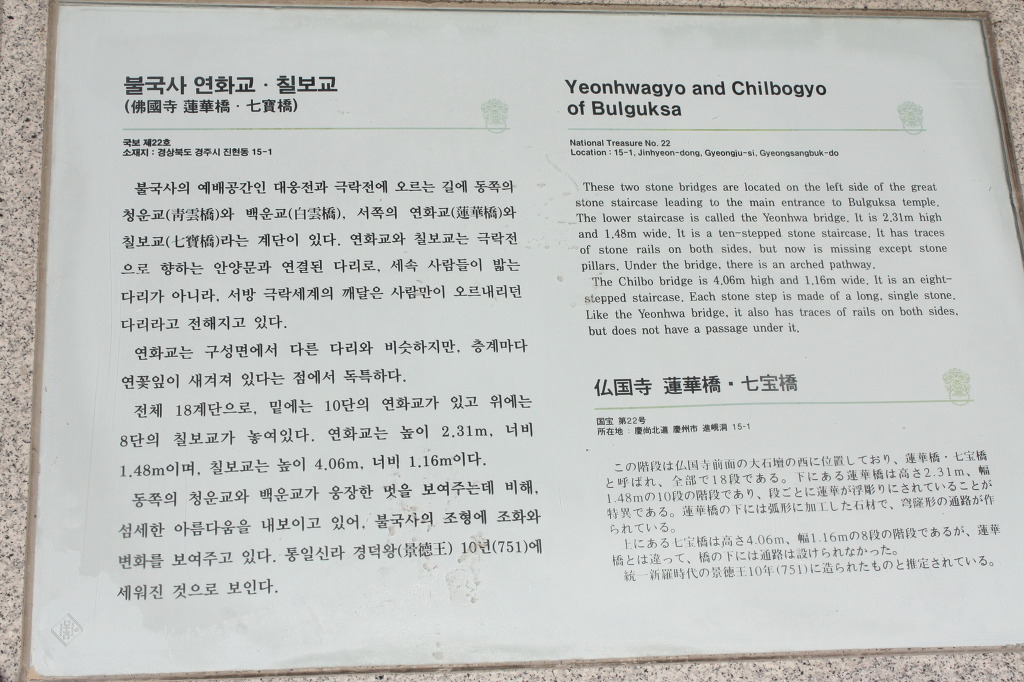 불국사 연화교 · 칠보교
(佛國寺 蓮華橋 · 七寶橋)
국보 제22호
소재지 : 경상북도 경주시 진현동 15-1
불국사의 예배공간인 대웅전과 극락전에 오르는 길에 동쪽의
청운교(靑雲橋)와 백운교(白雲橋), 서쪽의 연화교(蓮華橋)와
칠보교(七寶橋)라는 계단이 있다. 연화교와 칠보교는 극락전
으로 향하는 안양문과 연결된 다리로, 세속 사람들이 밟는
다리가 아니라, 서방 극락세계의 깨달은 사람만이 오르내리던
다리라고 전해지고 있다.
연화교는 구성면에서 다른 다리와 비슷하지만, 층계마다
연꽃잎이 새겨져 있다는 점에서 독특하다.
전체 18계단으로, 밑에는 10단의 연화교가 있고 위에는
8단의 칠보교가 놓여있다. 연화교는 높이 2.31m, 너비
1.48m이며, 칠보교는 높이 4.06m, 너비 1.16m이다.
동쪽의 청운교와 백운교가 웅장한 멋을 보여주는데 비해,
섬세한 아름다움을 내보이고 있어, 불국사의 조형에 조화와
변화를 보여주고 있다. 통일신라 경덕왕(景德王) 10년(751)에
세워진 것으로 보인다.
Yeonhwagyo and Chilbogyo
of Bulguksa
National Treasure No. 22
Location : 15-1, Jinhyeon-dong, Gyeongju-si, Gyeongsangbuk-do
These two stone bridges are located on the left side of the great
stone staircase leading to the main entrance to Bulguksa temple.
The lower staircase is called the Yeonhwa bridge. It is 2.31m high
and 1.48m wide. It is a ten-stepped stone staircase. It has traces
of stone rails on both sides, but now is missing except stone
pillars. Under the bridge, there is an arched pathway.
The Chilbo bridge is 4.06m high and 1.16m wide. It is an eight-
stepped staircase. Each stone step is made of a long, single stone.
Like the Yeonhwa bridge, it also has traces of rails on both sides,
but does not have a passage under it.
仏国寺 蓮華橋・七宝橋
国宝 第22号
所在地 : 慶尚北道 慶州市 進峴洞 15-1
この階段は仏国寺前面の大石壇の西に位置しており、蓮華橋・七宝橋
と呼ばれ、全部で18段である。下にある蓮華橋は高さ2.31m、幅
1.48mの10段の階段であり、段ごとに蓮華が浮彫りにされていることが
特異である。蓮華橋の下には弧形に加工した石材で、穹窿形の通路が作
られている。
上にある七宝橋は高さ4.06m、幅1.16mの8段の階段であるが、蓮華
橋とは違って、橋の下には通路は設けられなかった。
統一新羅時代の景徳王10年(751)に造られたものと推定されている。